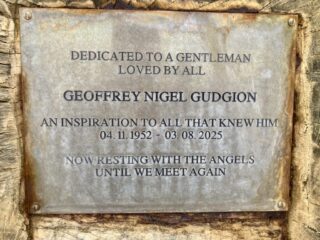 DEDICATED TO A GENTLEMAN
LOVED BY ALL
GEOFFREY NIGEL GUDGION
AN INSPIRATION TO ALL THAT KNEW HIM
04.11.1952 - 03.08.2025
NOW RESTING WITH THE ANGELS
UNTIL WE MEET AGAIN